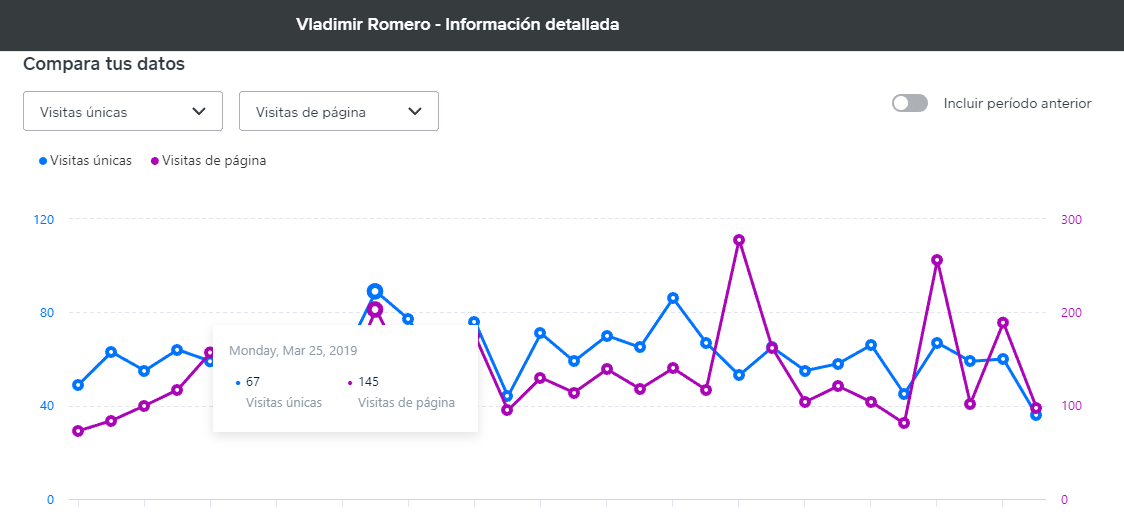 Vladimir Romero - Información detallada
Compara tus datos
Visitas únicas
Visitas de página
Incluir período anterior
Visitas únicas
Visitas de página
120
300
80
200
Monday, Mar 25, 2019
67
145
Visitas únicas
Visitas de página
40
100
0
0